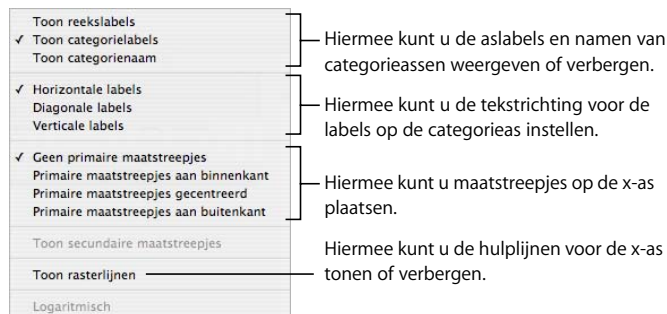 Toon reekslabels
✓ Toon categorielabels
Toon categorienaam
Hiermee kunt u de aslabels en namen van
categorieassen weergeven of verbergen.
✓ Horizontale labels
Diagonale labels
Verticale labels
Hiermee kunt u de tekstrichting voor de
labels op de categorieas instellen.
✓ Geen primaire maatstreepjes
Primaire maatstreepjes aan binnenkant
Primaire maatstreepjes gecentreerd
Primaire maatstreepjes aan buitenkant
Hiermee kunt u maatstreepjes op de x-as
plaatsen.
Toon secundaire maatstreepjes
Toon rasterlijnen
Hiermee kunt u de hulplijnen voor de x-as
tonen of verbergen.
Logaritmisch